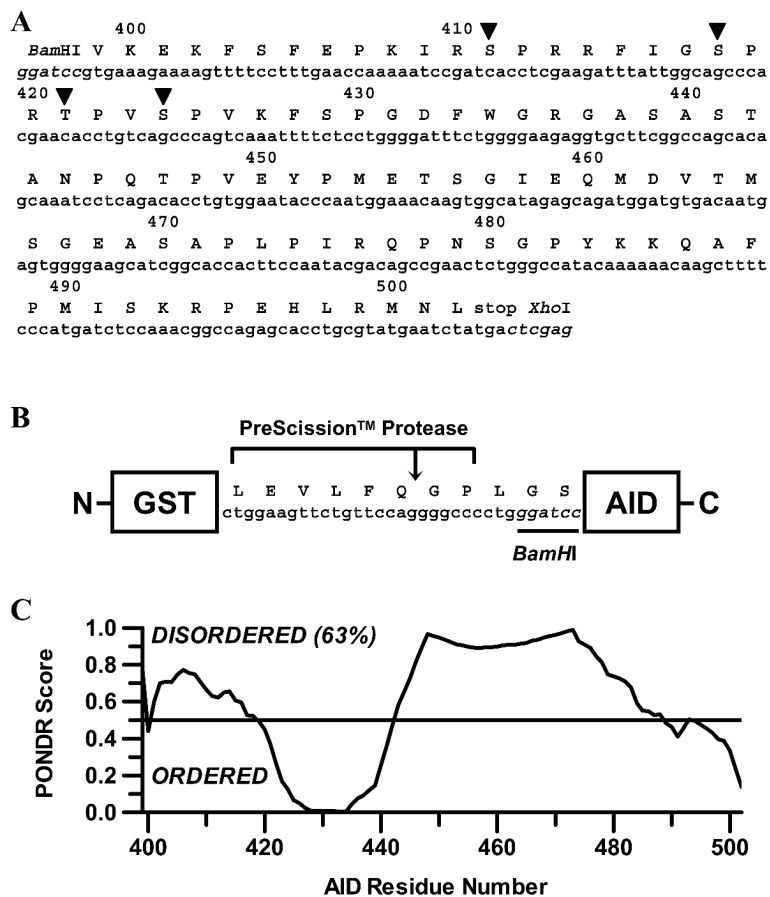 A
400 410
BamHI V K E K F S F E P K I R S P R R F I G S P
ggatccgtgaaagaaaagttttcctttgaaccaaaaatccgatcacctcgaagatttattggcagccca
420 430 440
R T P V S P V K F S P G D F W G R G A S A S T
cgaacacctgtcagcccagtcaaattttctcctggggatttctggggaagaggtgcttcggccagcaca
450 460
A N P Q T P V E Y P M E T S G I E Q M D V T M
gcaaatcctcagacacctgtggaatacccaatggaaacaagtggcatagagcagatggatgtgacaatg
470 480
S G E A S A P L P I R Q P N S G P Y K K Q A F
agtggggaagcatcggcaccacttccaatacgacagccgaactctgggccatacaaaaaacaagctttt
490 500
P M I S K R P E H L R M N L stop XhoI
cccatgatctccaaacggccagagcacctgcgtatgaatctatgactcgag
B
PreScission™ Protease
N GST L E V L F Q G P L G S AID C
ctggaagttctgttccaggggcccctgggatcc
BamHI
C
DISORDERED (63%)
ORDERED
PONDR Score
1.0
0.8
0.6
0.4
0.2
0.0
400 420 440 460 480 500
AID Residue Number